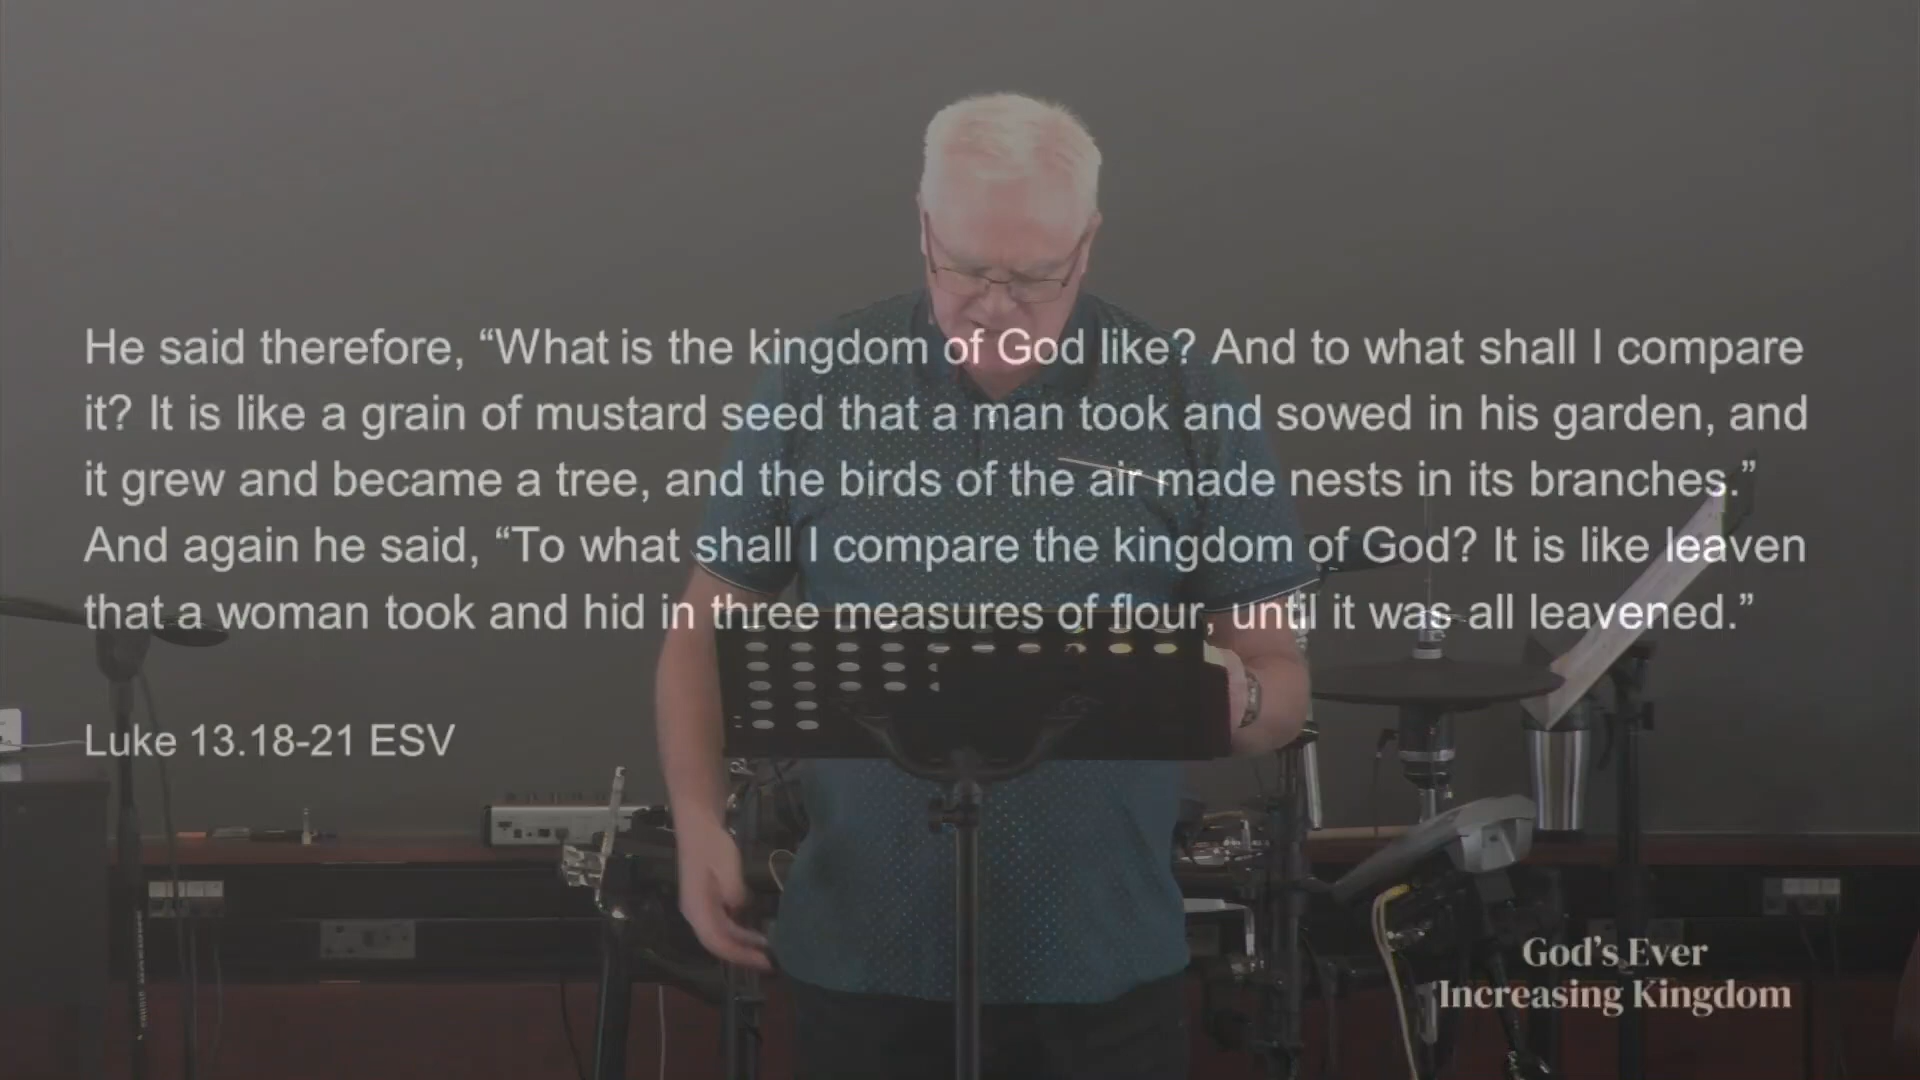 He said therefore, “What is the kingdom of God like? And to what shall I compare
it? It is like a grain of mustard seed that a man took and sowed in his garden, and
it grew and became a tree, and the birds of the air made nests in its branches.”
And again he said, “To what shall I compare the kingdom of God? It is like leaven
that a woman took and hid in three measures of flour, until it was all leavened.”
Luke 13.18-21 ESV
God’s Ever
Increasing Kingdom